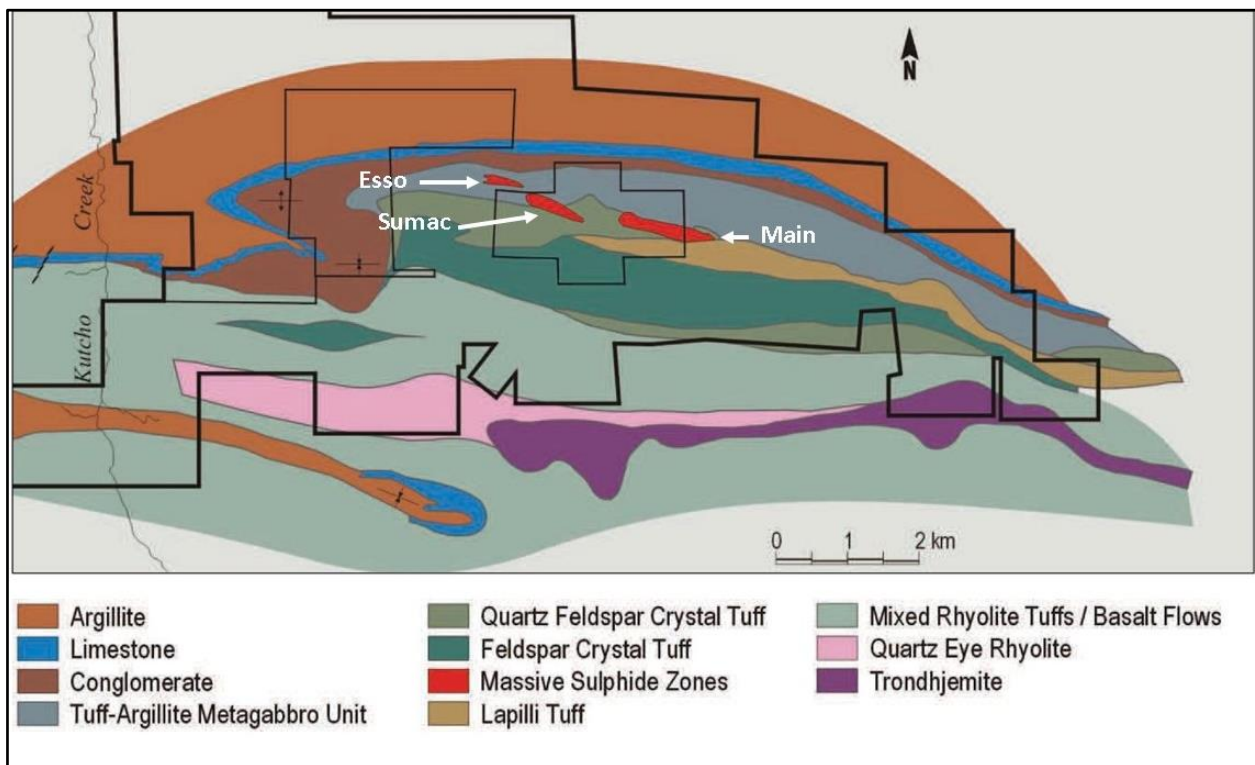 N
Esso
Sumac
Main
Creek
Kutcho
0 1 2 km
Argillite
Limestone
Conglomerate
Tuff-Argillite Metagabbro Unit
Quartz Feldspar Crystal Tuff
Feldspar Crystal Tuff
Massive Sulphide Zones
Lapilli Tuff
Mixed Rhyolite Tuffs / Basalt Flows
Quartz Eye Rhyolite
Trondhjemite